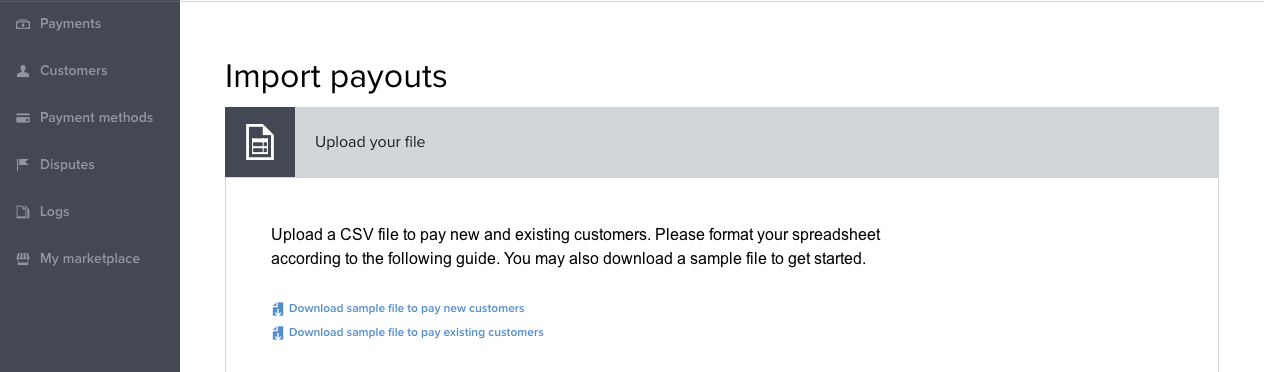 Payments
Customers
Payment methods
Disputes
Logs
My marketplace
Import payouts
Upload your file
Upload a CSV file to pay new and existing customers. Please format your spreadsheet
according to the following guide. You may also download a sample file to get started.
Download sample file to pay new customers
Download sample file to pay existing customers